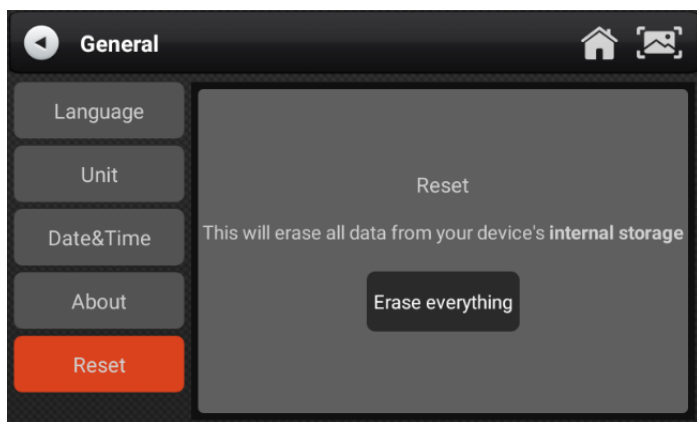 General
Language
Unit
Date&Time
About
Reset
Reset
This will erase all data from your device's internal storage
Erase everything